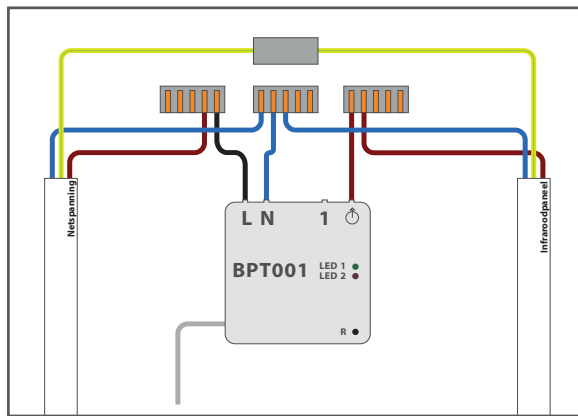 Netspanning
L N 1
BPT001
LED 1
LED 2
R
Infraroodpaneel